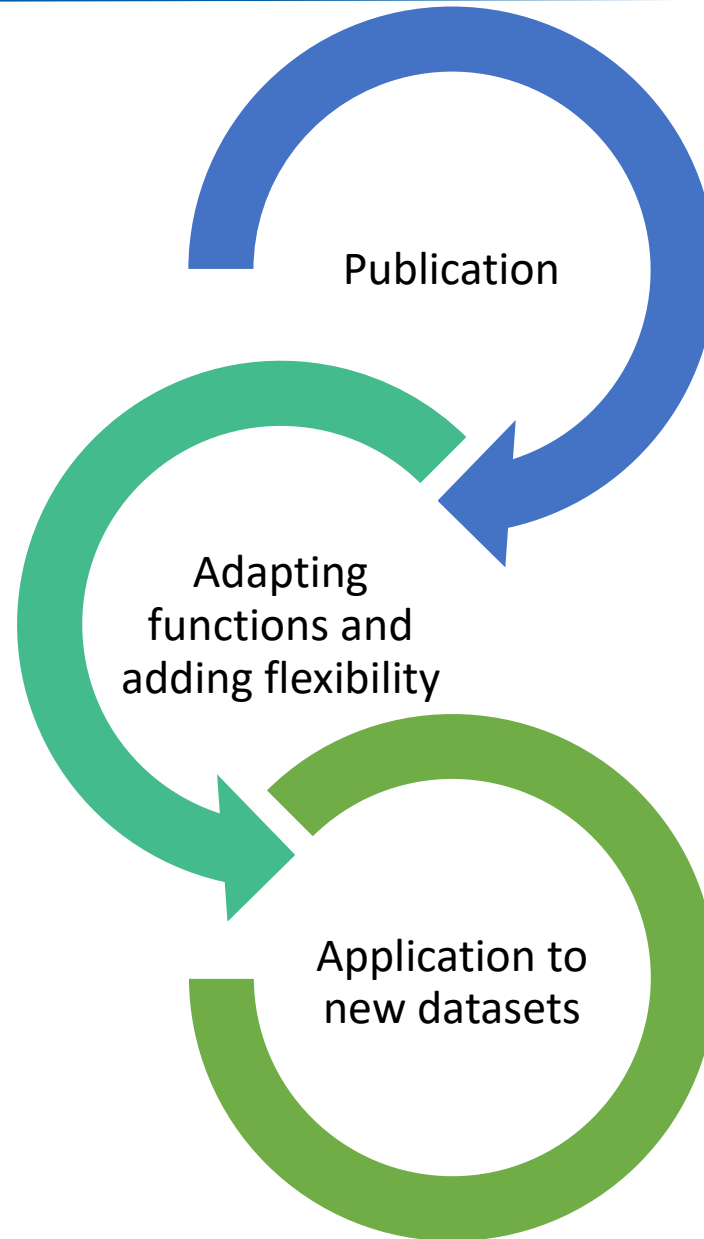 Publication
Adapting
functions and
adding flexibility
Application to
new datasets